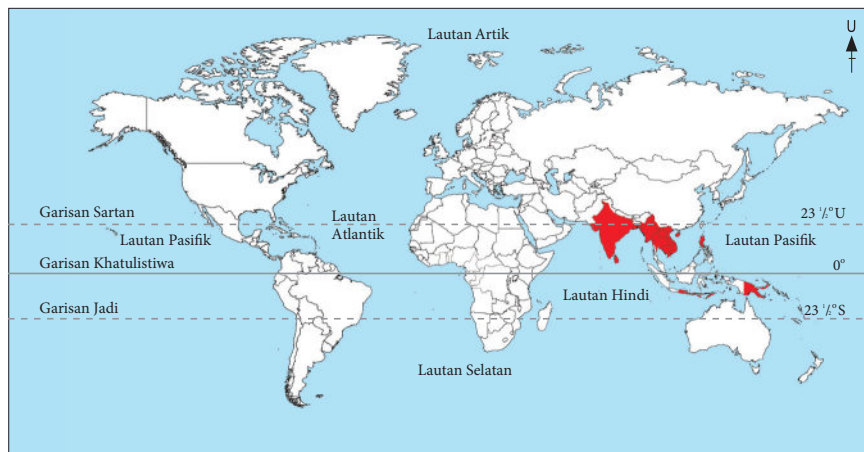 Lautan Artik
U
Garisan Sartan
23 ½°U
Lautan Pasifik
Lautan
Atlantik
Lautan Pasifik
Garisan Khatulistiwa
0°
Lautan Hindi
Garisan Jadi
23 ½°S
Lautan Selatan